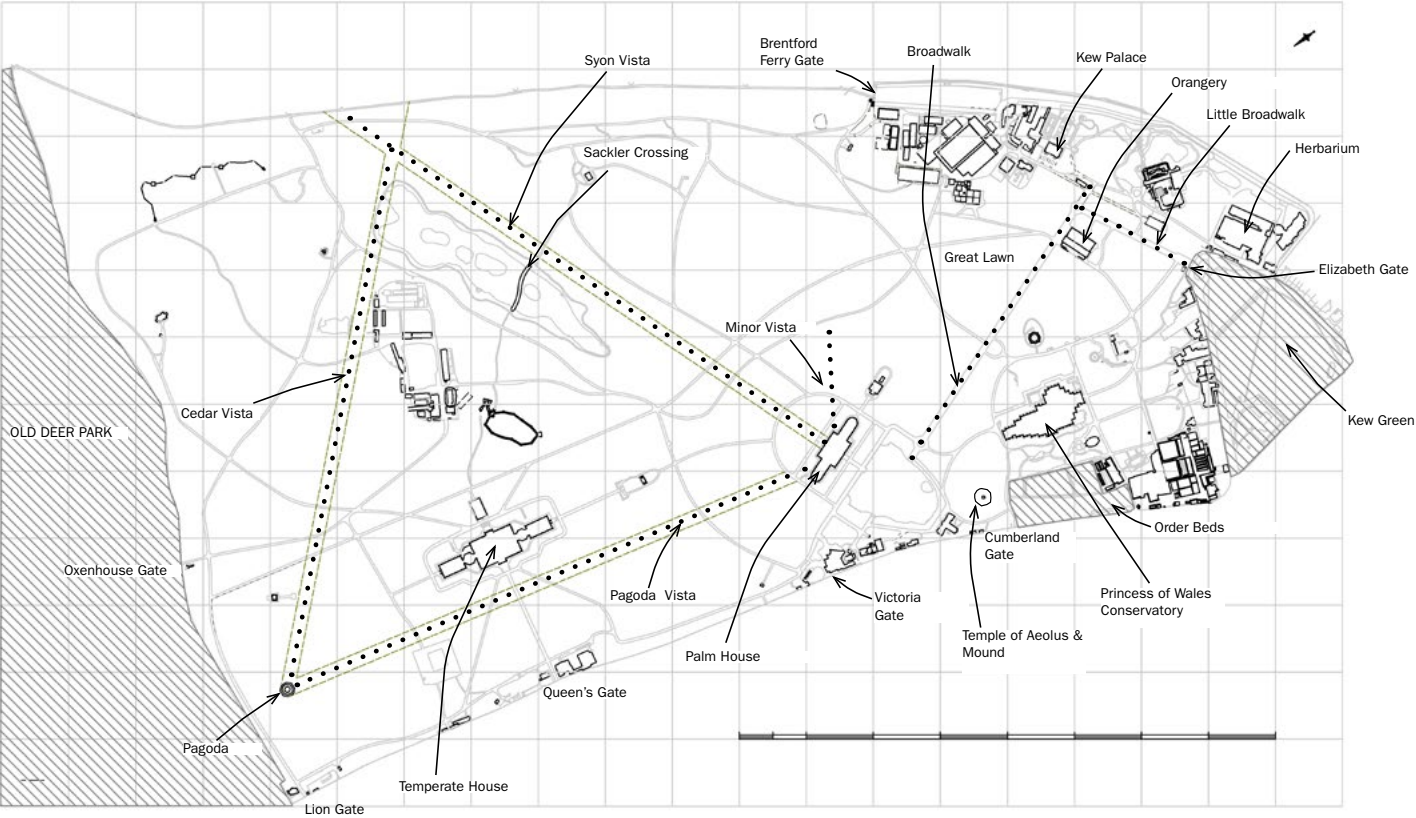 Brentford
Ferry Gate
Broadwalk
Syon Vista
Kew Palace
Orangery
Little Broadwalk
Sackler Crossing
Herbarium
Great Lawn
Elizabeth Gate
Minor Vista
Cedar Vista
OLD DEER PARK
Kew Green
Order Beds
Cumberland
Gate
Oxenhouse Gate
Pagoda Vista
Victoria
Gate
Princess of Wales
Conservatory
Temple of Aeolus &
Mound
Palm House
Queen's Gate
Pagoda
Temperate House
Lion Gate